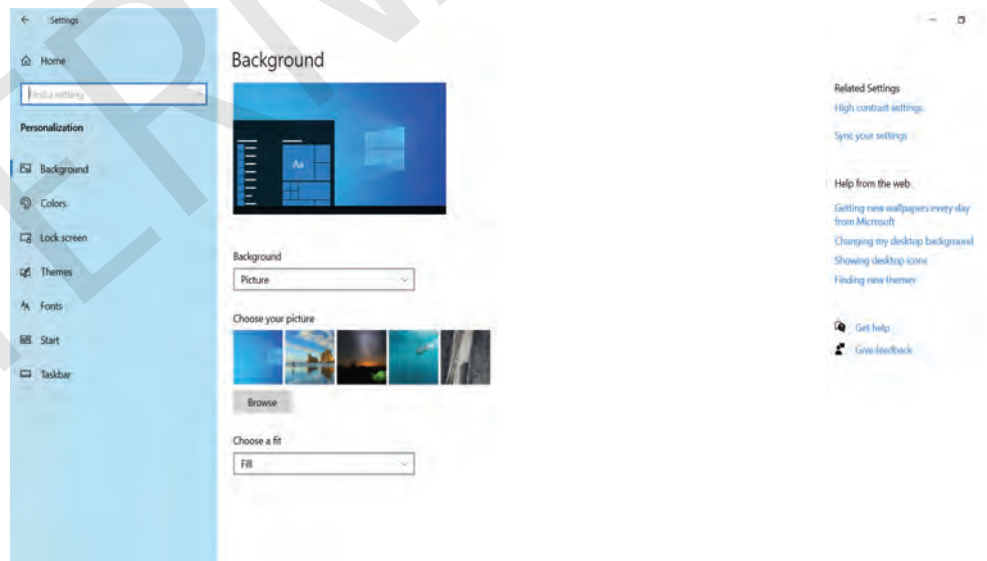 Settings
Home
Find a setting
Personalization
Background
Colors
Lock screen
Themes
Fonts
Start
Taskbar
Background
Aa
Background
Picture
Choose your picture
Browse
Choose a fit
Fill
Related Settings
High contrast settings
Sync your settings
Help from the web
Getting new wallpapers every day
from Microsoft
Changing my desktop background
Showing desktop icons
Finding new themes
Get help
Give feedback